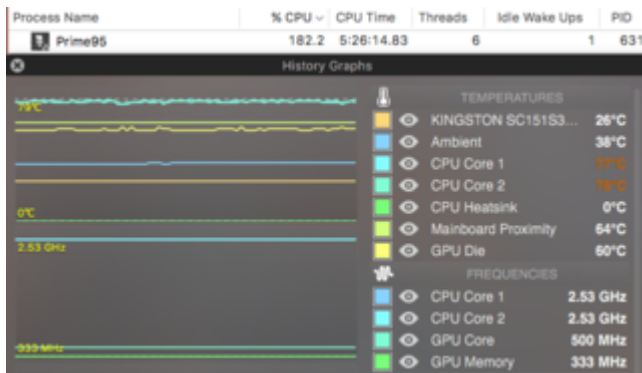 Process Name % CPU CPU Time Threads Idle Wake Ups PID
Prime95 182.2 5:26:14.83 6 1 631
History Graphs
TEMPERATURES
KINGSTON SC151S3... 26°C
Ambient 38°C
CPU Core 1 77°C
CPU Core 2
CPU Heatsink 0°C
Mainboard Proximity 64°C
GPU Die 60°C
FREQUENCIES
CPU Core 1 2.53 GHz
CPU Core 2 2.53 GHz
GPU Core 500 MHz
GPU Memory 333 MHz
79°C
0°C
2.53 GHz
333 MHz